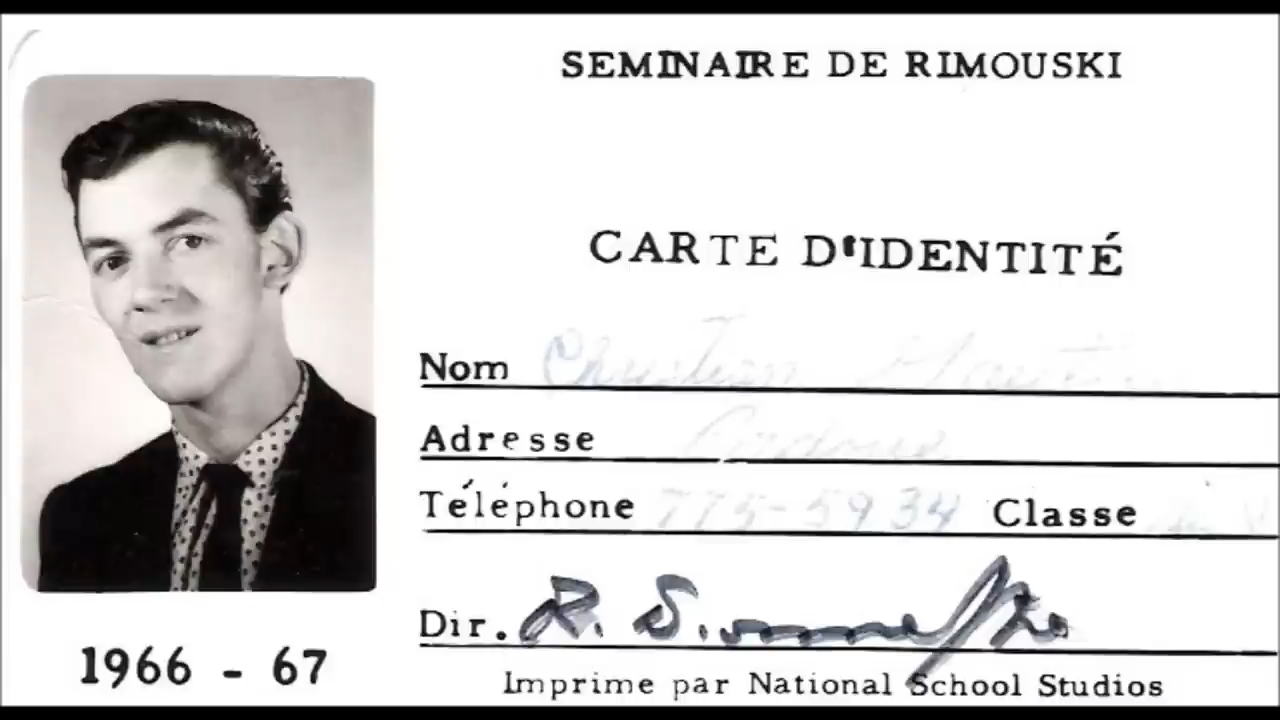 SEMINAIRE DE RIMOUSKI
CARTE D'IDENTITÉ
Nom Christian
Adresse
Téléphone 775-5934 Classe
Dir. R. S.
1966 - 67
Imprime par National School Studios